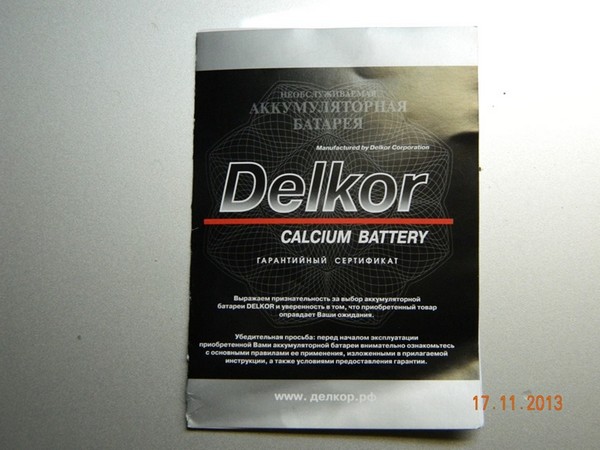 НЕОБСЛУЖИВАЕМАЯ
АККУМУЛЯТОРНАЯ
БАТАРЕЯ
Manufactured by Delkor Corporation
Delkor
CALCIUM BATTERY
ГАРАНТИЙНЫЙ СЕРТИФИКАТ
Выражаем признательность за выбор аккумуляторной
батареи DELKOR и уверенность в том, что приобретенный товар
оправдает Ваши ожидания.
Убедительная просьба: перед началом эксплуатации
приобретенной Вами аккумуляторной батареи внимательно ознакомьтесь
с основными правилами ее применения, изложенными в прилагаемой
инструкции, а также условиями предоставления гарантии.
www. делкор.рф
17.11.2013